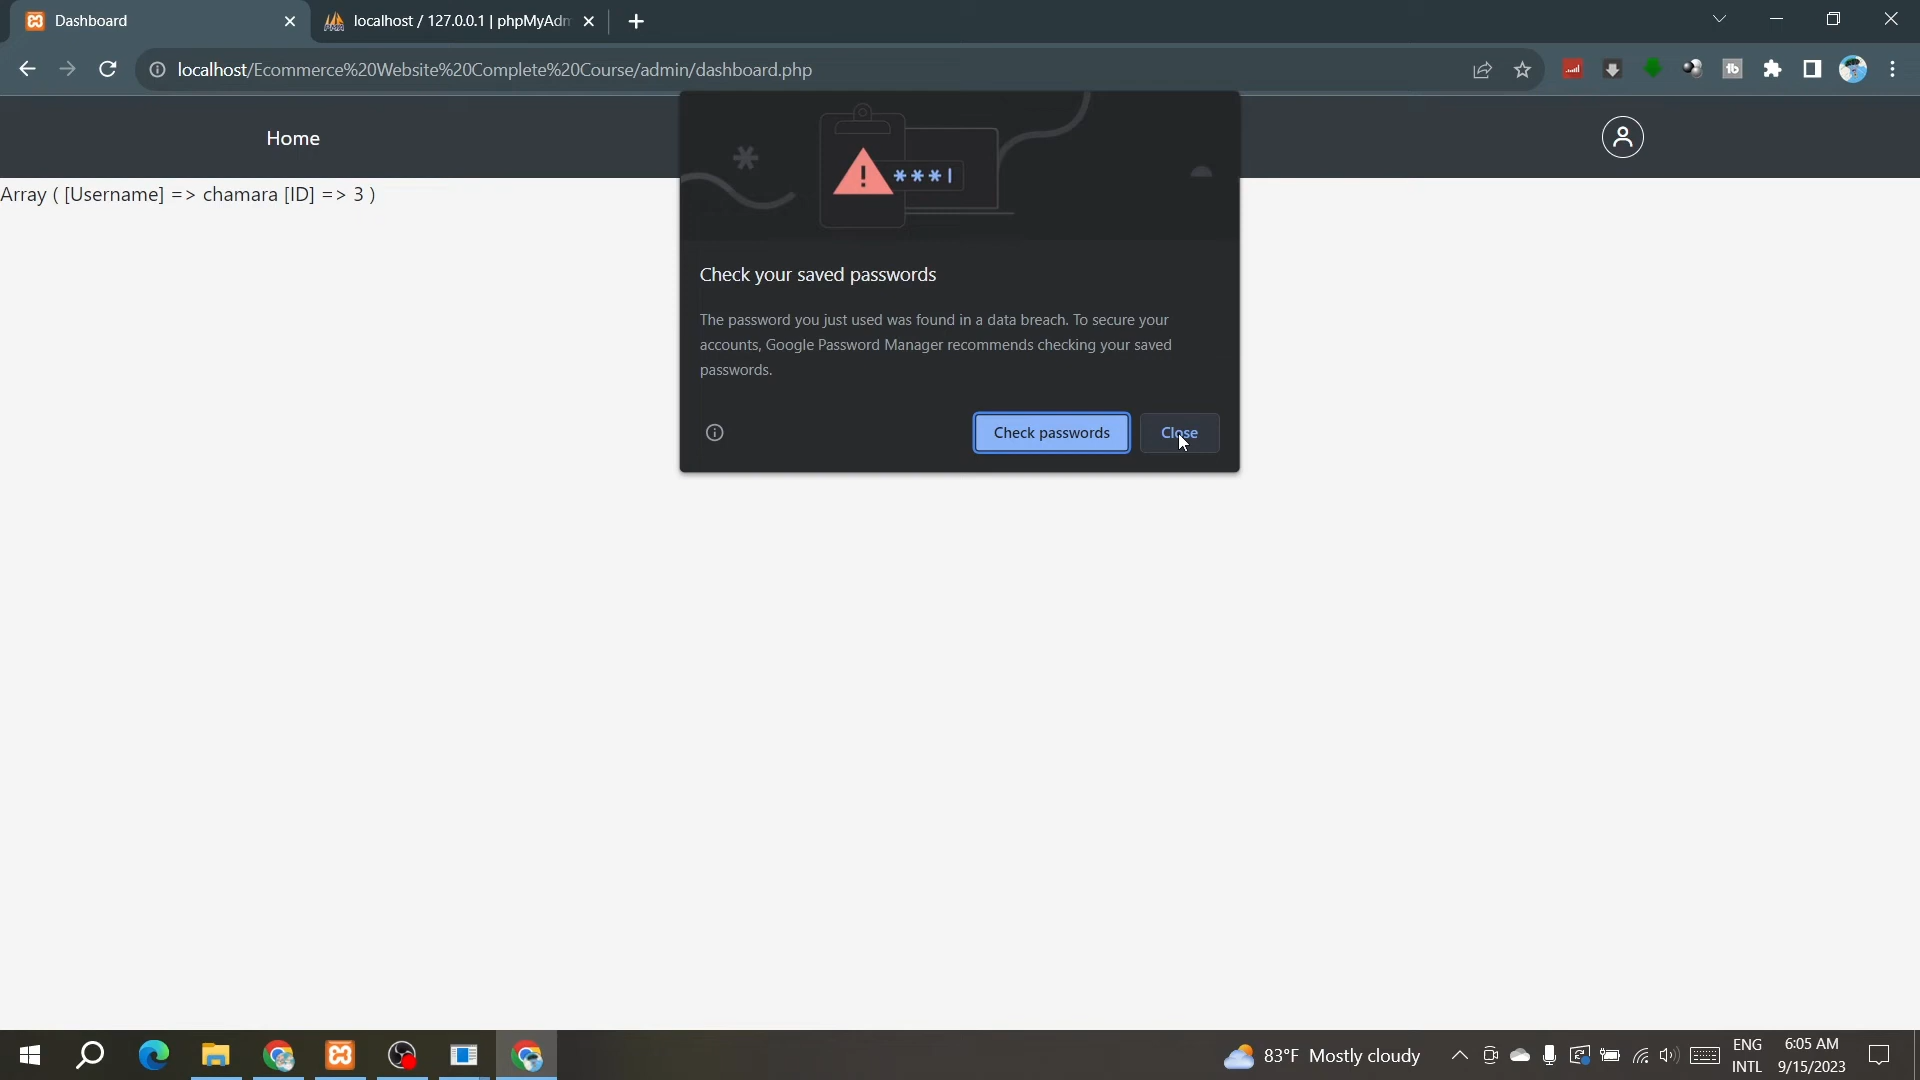 Dashboard
localhost / 127.0.0.1 | phpMyAdm
localhost/Ecommerce%20Website%20Complete%20Course/admin/dashboard.php
Home
Array ( [Username] => chamara [ID] => 3 )
***|
Check your saved passwords
The password you just used was found in a data breach. To secure your
accounts, Google Password Manager recommends checking your saved
passwords.
Check passwords
Close
83°F Mostly cloudy
ENG
INTL
6:05 AM
9/15/2023